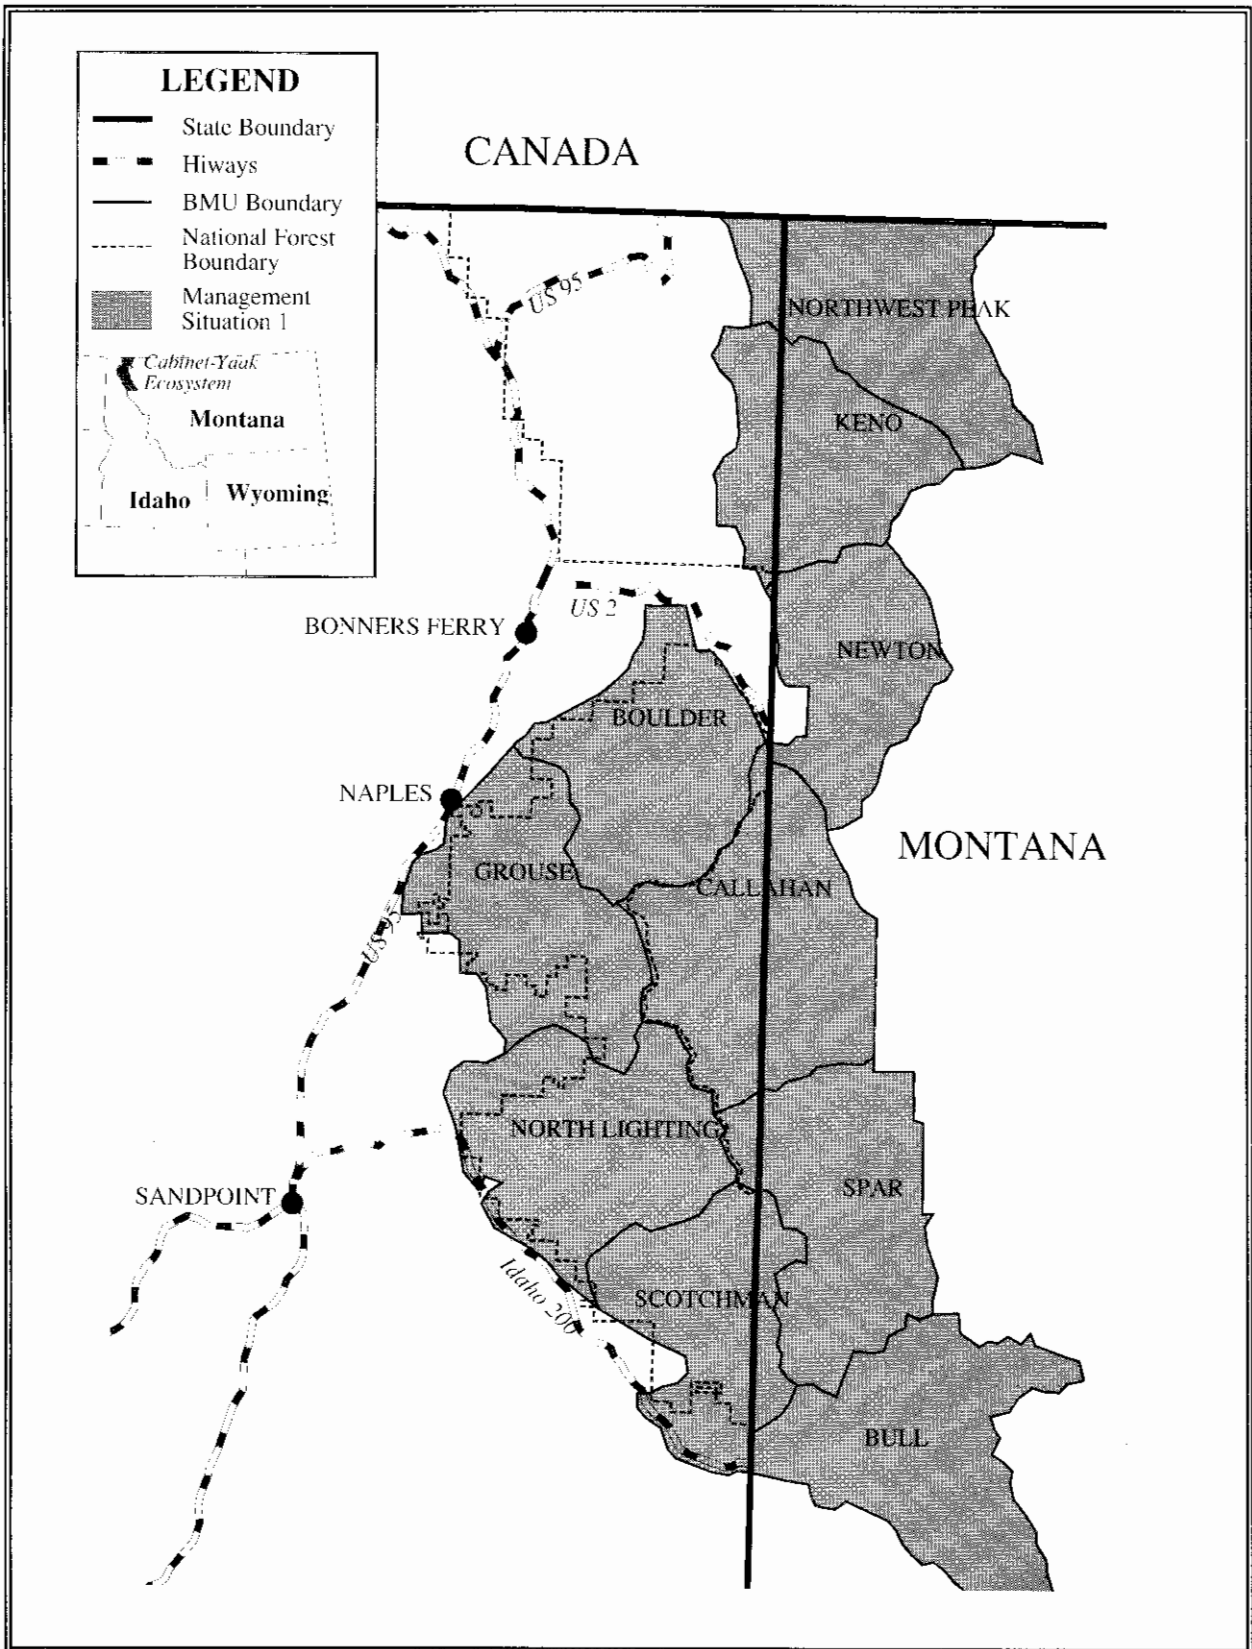 LEGEND
State Boundary
Hiways
BMU Boundary
National Forest
Boundary
Management
Situation 1
Cabinet-Yaak
Ecosystem
Montana
Idaho
Wyoming
CANADA
US 95
NORTHWEST PEAK
KENO
US 2
BONNERS FERRY
NEWTON
BOULDER
NAPLES
MONTANA
GROUSE
CALLAHAN
US 95
NORTH LIGHTING
SANDPOINT
SPAR
Idaho 200
SCOTCHMAN
BULL